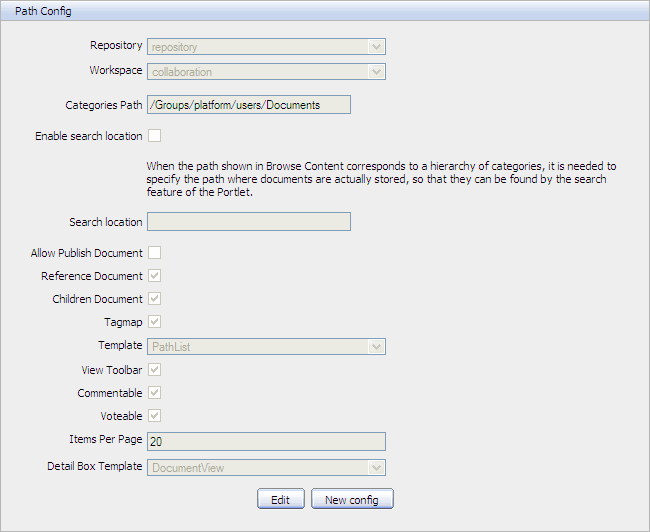 Path Config
Repository repository
Workspace collaboration
Categories Path /Groups/platform/users/Documents
Enable search location
When the path shown in Browse Content corresponds to a hierarchy of categories, it is needed to
specify the path where documents are actually stored, so that they can be found by the search
feature of the Portlet.
Search location
Allow Publish Document
Reference Document
Children Document
Tagmap
Template PathList
View Toolbar
Commentable
Voteable
Items Per Page 20
Detail Box Template DocumentView
Edit New config